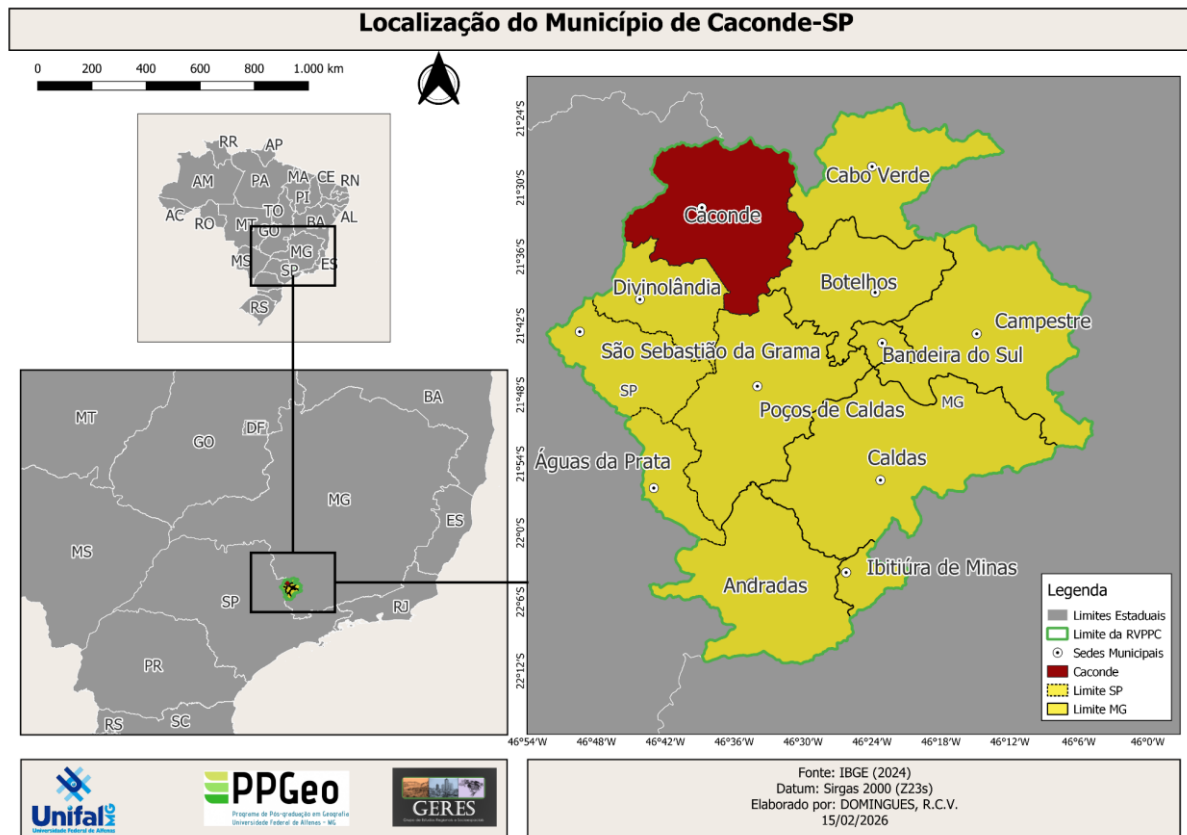 Localização do Município de Caconde-SP
0 200 400 600 800 1.000 km
RR
AP
AM
PA
MA
CE
RN
PI
AC
TO
AL
RO
MT
BA
GO
MG
MS
ES
SP
RS
BA
MT
DF
GO
MG
ES
MS
SP
RJ
PR
SC
RS
21°24'S
21°30'S
21°36'S
21°42'S
21°48'S
21°54'S
22°0'S
22°6'S
22°12'S
Cabo Verde
Caconde
Divinolândia
Botelhos
Campestre
São Sebastião da Grama
Bandeira do Sul
SP
Poços de Caldas
MG
Águas da Prata
Caldas
Andradas
Ibitiúra de Minas
Legenda
Limites Estaduais
Limite da RVPPC
Sedes Municipais
Caconde
Limite SP
Limite MG
46°54'W 46°48'W 46°42'W 46°36'W 46°30'W 46°24'W 46°18'W 46°12'W 46°6'W 46°0'W
Unifal MG
Universidade Federal de Alfenas
PPGeo
Programa de Pós-graduação em Geografia
Universidade Federal de Alfenas - MG
GERES
Fonte: IBGE (2024)
Datum: Sirgas 2000 (Z23s)
Elaborado por: DOMINGUES, R.C.V.
15/02/2026